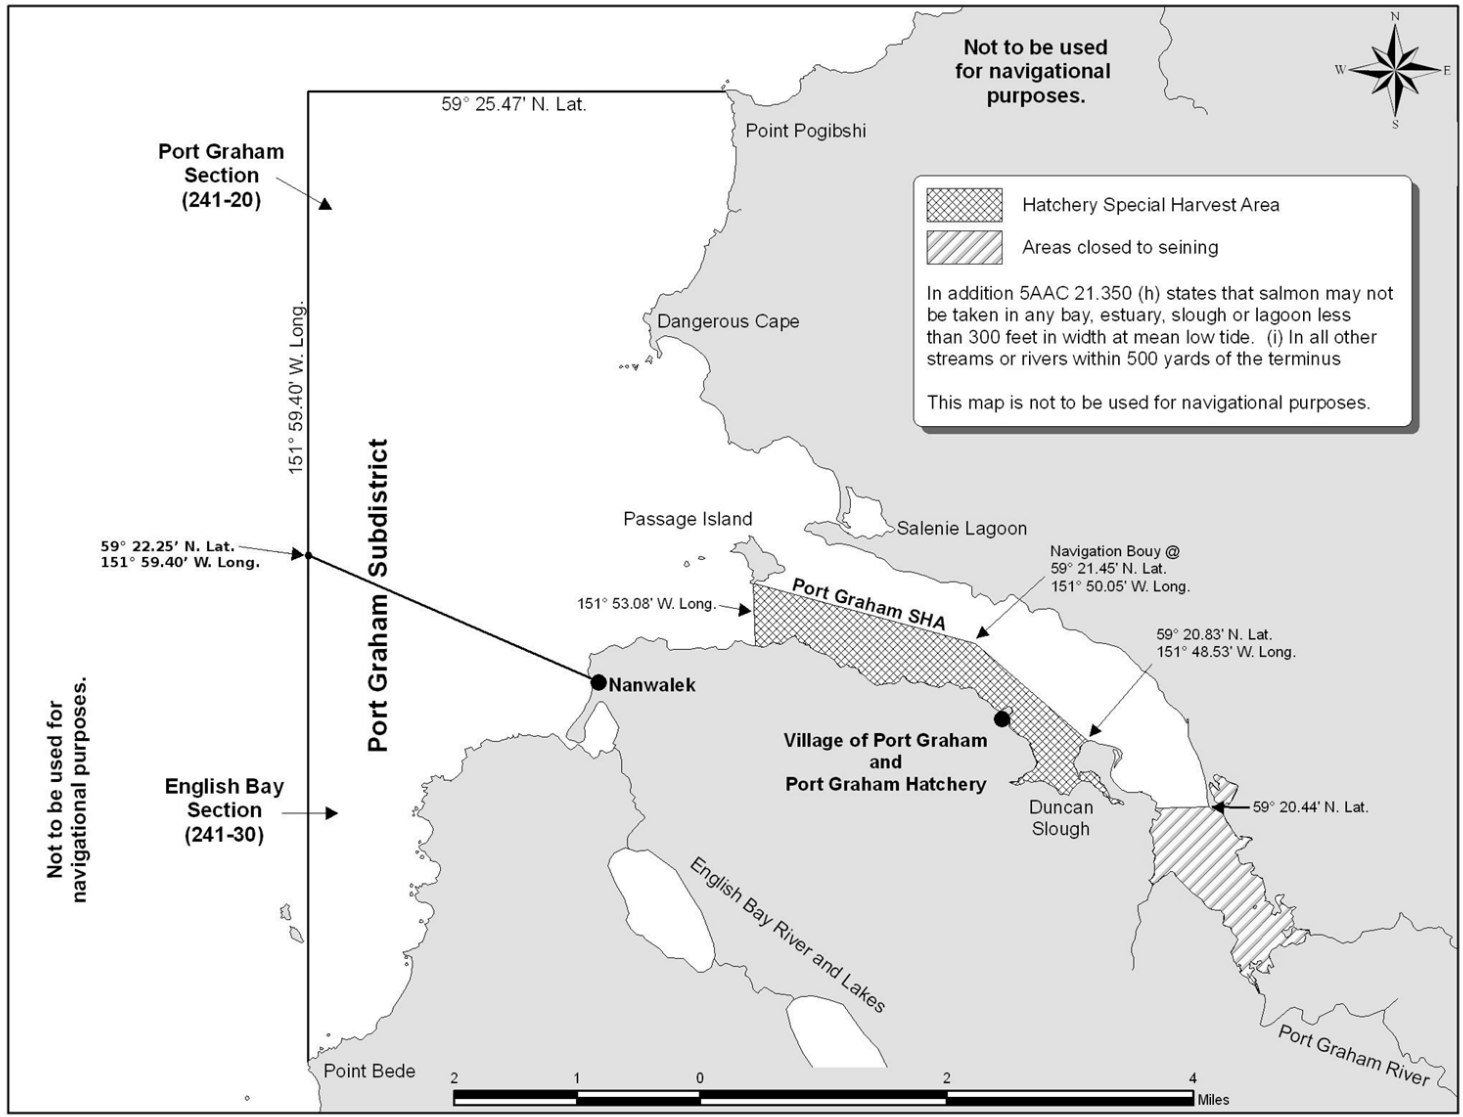 Not to be used
for navigational
purposes.
N
W
E
S
59° 25.47' N. Lat.
Point Pogibshi
Port Graham
Section
(241-20)
Hatchery Special Harvest Area
Areas closed to seining
In addition 5AAC 21.350 (h) states that salmon may not
be taken in any bay, estuary, slough or lagoon less
than 300 feet in width at mean low tide.  (i) In all other
streams or rivers within 500 yards of the terminus
This map is not to be used for navigational purposes.
151° 59.40' W. Long.
Dangerous Cape
Port Graham Subdistrict
Passage Island
Salenie Lagoon
59° 22.25' N. Lat.
151° 59.40' W. Long.
Navigation Bouy @
59° 21.45' N. Lat.
151° 50.05' W. Long.
151° 53.08' W. Long.
Port Graham SHA
59° 20.83' N. Lat.
151° 48.53' W. Long.
Nanwalek
Not to be used for
navigational purposes.
Village of Port Graham
and
Port Graham Hatchery
English Bay
Section
(241-30)
Duncan
Slough
59° 20.44' N. Lat.
English Bay River and Lakes
Port Graham River
Point Bede
2 1 0 2 4
Miles